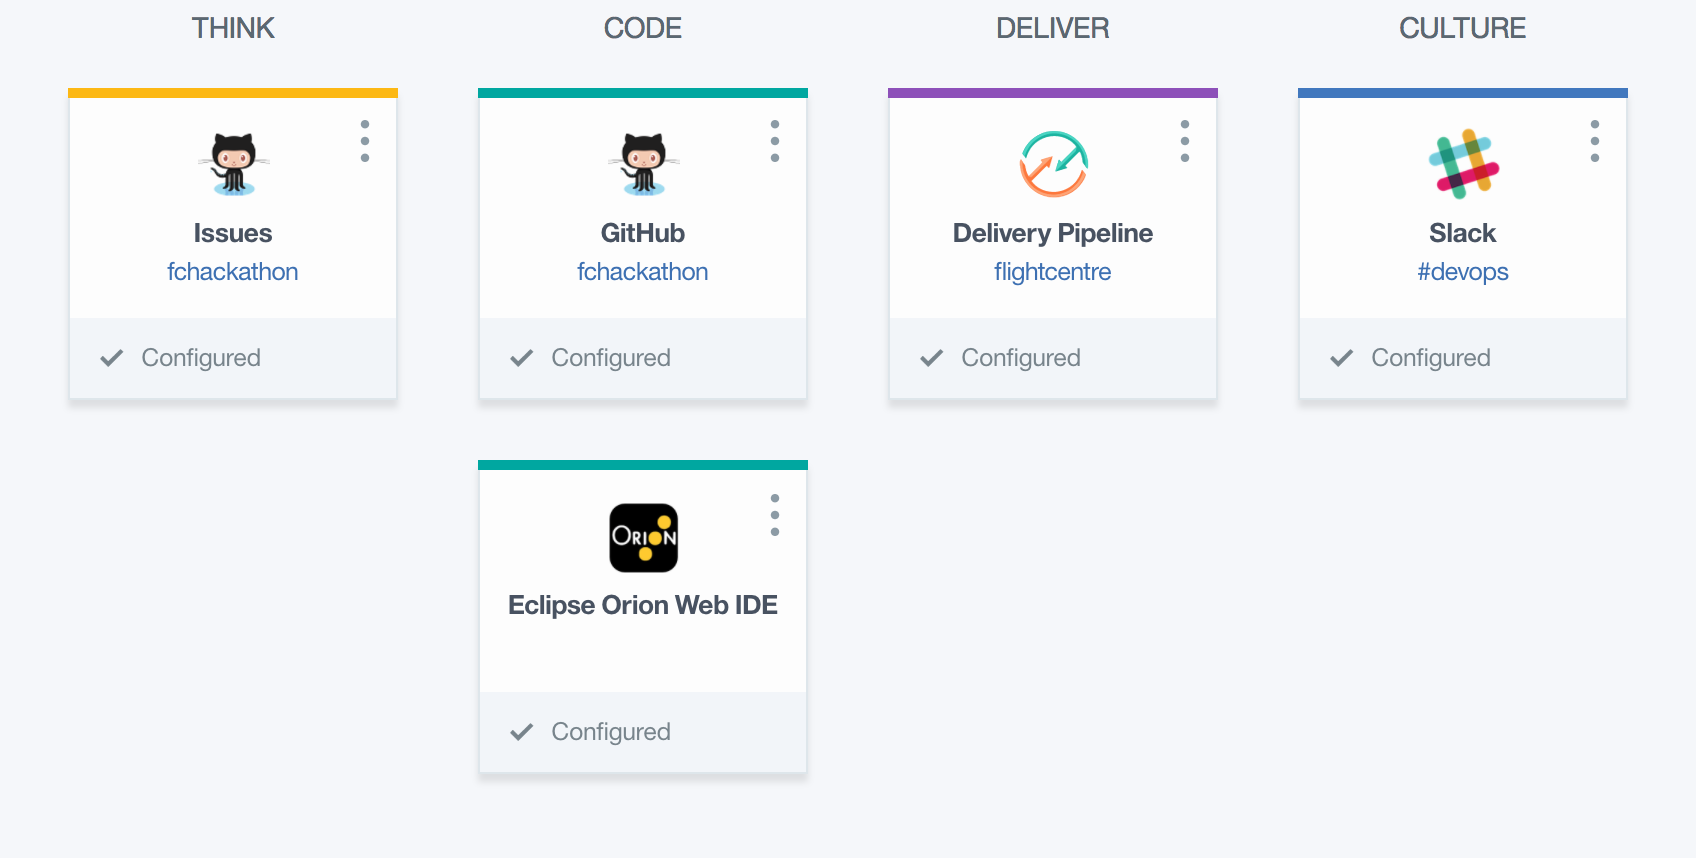 THINK
CODE
DELIVER
CULTURE
Issues
fchackathon
Configured
GitHub
fchackathon
Configured
Delivery Pipeline
flightcentre
Configured
Slack
#devops
Configured
ORION
Eclipse Orion Web IDE
Configured